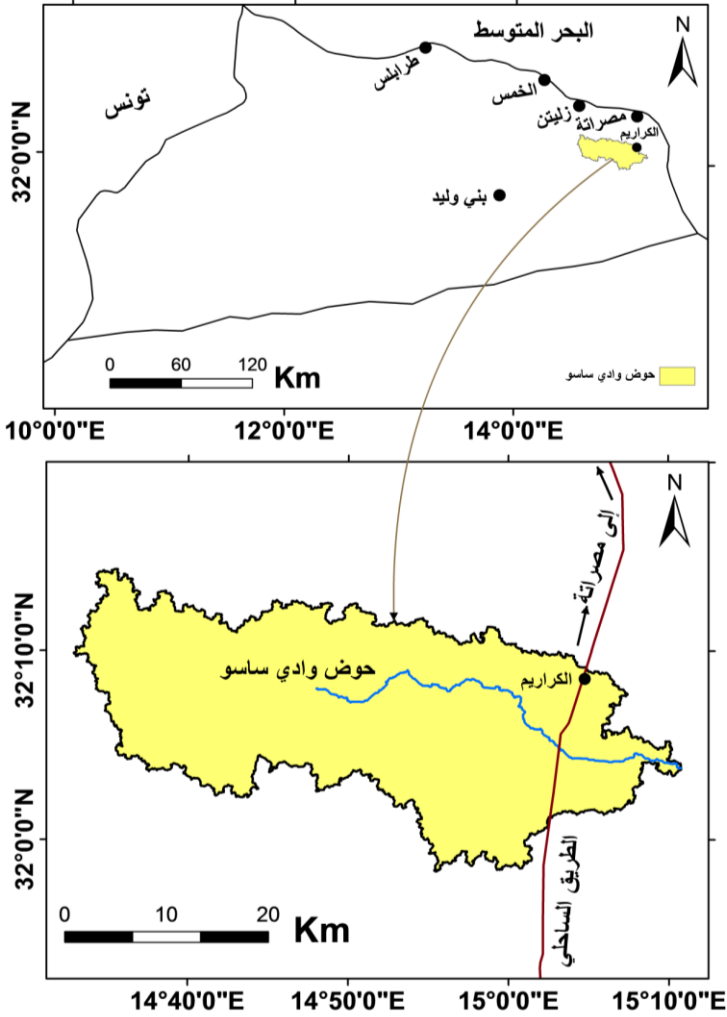 البحر المتوسط
N
طرابلس
الخمس
تونس
زليتن
مصراتة
الكراريم
32°0'0"N
بني وليد
0 60 120
Km
حوض وادي ساسو
10°0'0"E 12°0'0"E 14°0'0"E
N
إلى مصراتة
32°10'0"N
حوض وادي ساسو
الكراريم
32°0'0"N
الطريق الساحلي
0 10 20
Km
14°40'0"E 14°50'0"E 15°0'0"E 15°10'0"E